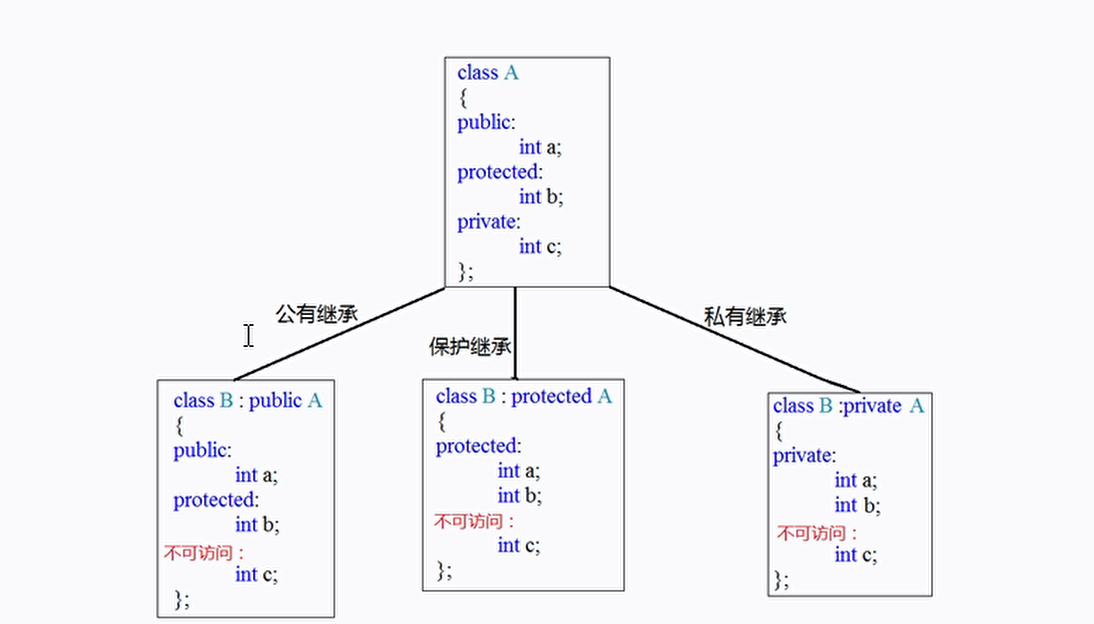 class A
{
public:
int a;
protected:
int b;
private:
int c;
};
公有继承
保护继承
私有继承
class B : public A
{
public:
int a;
protected:
int b;
不可访问：
int c;
};
class B : protected A
{
protected:
int a;
int b;
不可访问：
int c;
};
class B :private A
{
private:
int a;
int b;
不可访问：
int c;
};